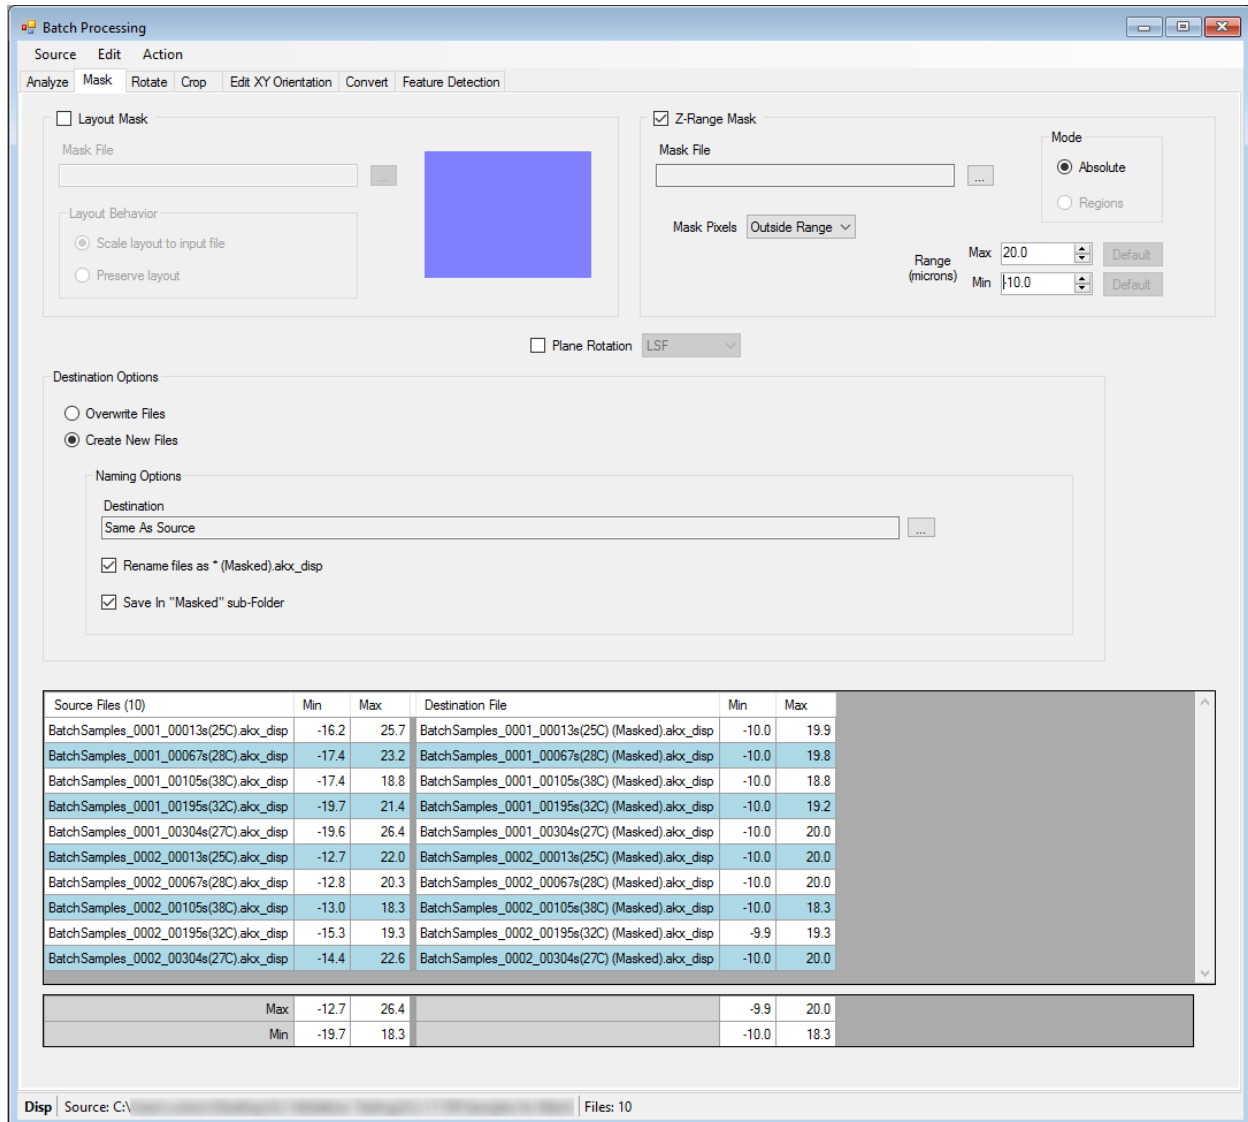 Batch Processing
Source Edit Action
Analyze Mask Rotate Crop Edit XY Orientation Convert Feature Detection
Layout Mask
Mask File
...
Layout Behavior
Scale layout to input file
Preserve layout
Z-Range Mask
Mask File
...
Mode
Absolute
Regions
Mask Pixels Outside Range
Range
(microns)
Max 20.0 Default
Min -10.0 Default
Plane Rotation LSF
Destination Options
Overwrite Files
Create New Files
Naming Options
Destination
Same As Source ...
Rename files as * (Masked).akx_disp
Save In "Masked" sub-Folder
Source Files (10) Min Max Destination File Min Max
BatchSamples_0001_00013s(25C).akx_disp -16.2 25.7 BatchSamples_0001_00013s(25C) (Masked).akx_disp -10.0 19.9
BatchSamples_0001_00067s(28C).akx_disp -17.4 23.2 BatchSamples_0001_00067s(28C) (Masked).akx_disp -10.0 19.8
BatchSamples_0001_00105s(38C).akx_disp -17.4 18.8 BatchSamples_0001_00105s(38C) (Masked).akx_disp -10.0 18.8
BatchSamples_0001_00195s(32C).akx_disp -19.7 21.4 BatchSamples_0001_00195s(32C) (Masked).akx_disp -10.0 19.2
BatchSamples_0001_00304s(27C).akx_disp -19.6 26.4 BatchSamples_0001_00304s(27C) (Masked).akx_disp -10.0 20.0
BatchSamples_0002_00013s(25C).akx_disp -12.7 22.0 BatchSamples_0002_00013s(25C) (Masked).akx_disp -10.0 20.0
BatchSamples_0002_00067s(28C).akx_disp -12.8 20.3 BatchSamples_0002_00067s(28C) (Masked).akx_disp -10.0 20.0
BatchSamples_0002_00105s(38C).akx_disp -13.0 18.3 BatchSamples_0002_00105s(38C) (Masked).akx_disp -10.0 18.3
BatchSamples_0002_00195s(32C).akx_disp -15.3 19.3 BatchSamples_0002_00195s(32C) (Masked).akx_disp -9.9 19.3
BatchSamples_0002_00304s(27C).akx_disp -14.4 22.6 BatchSamples_0002_00304s(27C) (Masked).akx_disp -10.0 20.0
Max -12.7 26.4 -9.9 20.0
Min -19.7 18.3 -10.0 18.3
Disp Source: C:\ Files: 10